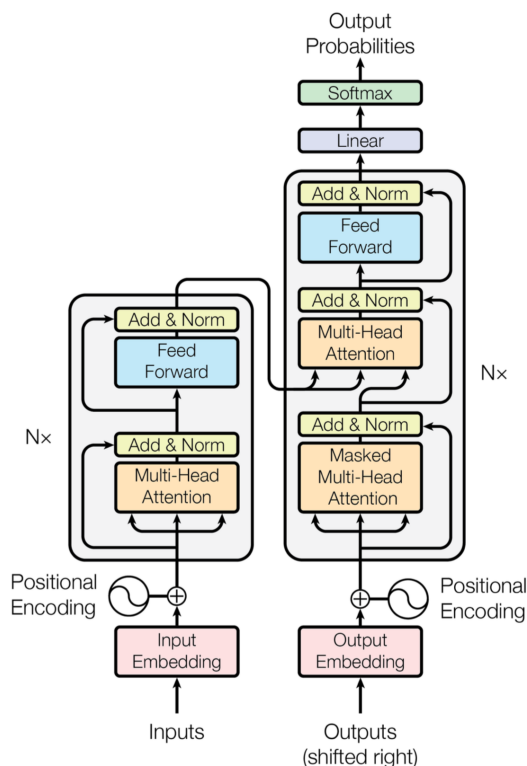 Output
Probabilities
Softmax
Linear
Add & Norm
Feed
Forward
Add & Norm
Multi-Head
Attention
Add & Norm
Masked
Multi-Head
Attention
N×
Add & Norm
Feed
Forward
Add & Norm
Multi-Head
Attention
N×
Positional
Encoding
Positional
Encoding
Input
Embedding
Output
Embedding
Inputs
Outputs
(shifted right)